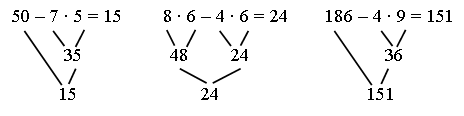 50 – 7 · 5 = 15 8 · 6 – 4 · 6 = 24 186 – 4 · 9 = 151
35 48 24 36
15 24 151